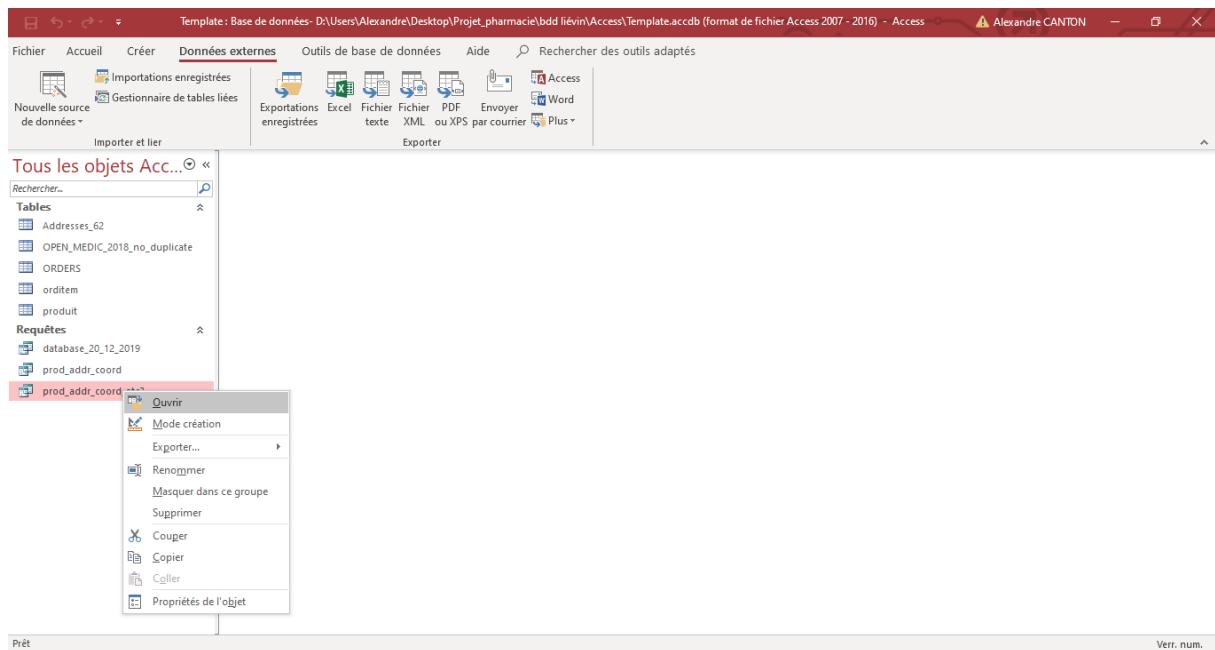 Template : Base de données- D:\Users\Alexandre\Desktop\Projet_pharmacie\bdd liévin\Access\Template.accdb (format de fichier Access 2007 - 2016) - Access
Alexandre CANTON
Fichier Accueil Créer Données externes Outils de base de données Aide Rechercher des outils adaptés
Nouvelle source de données
Importations enregistrées
Gestionnaire de tables liées
Importer et lier
Exportations enregistrées
Excel
Fichier texte
Fichier XML
PDF ou XPS
Envoyer par courrier
Access
Word
Plus
Exporter
Tous les objets Acc...
Rechercher...
Tables
Addresses_62
OPEN_MEDIC_2018_no_duplicate
ORDERS
orditem
produit
Requêtes
database_20_12_2019
prod_addr_coord
prod_addr_coord
Ouvrir
Mode création
Exporter...
Renommer
Masquer dans ce groupe
Supprimer
Couper
Copier
Coller
Propriétés de l'objet
Prêt
Verr. num.